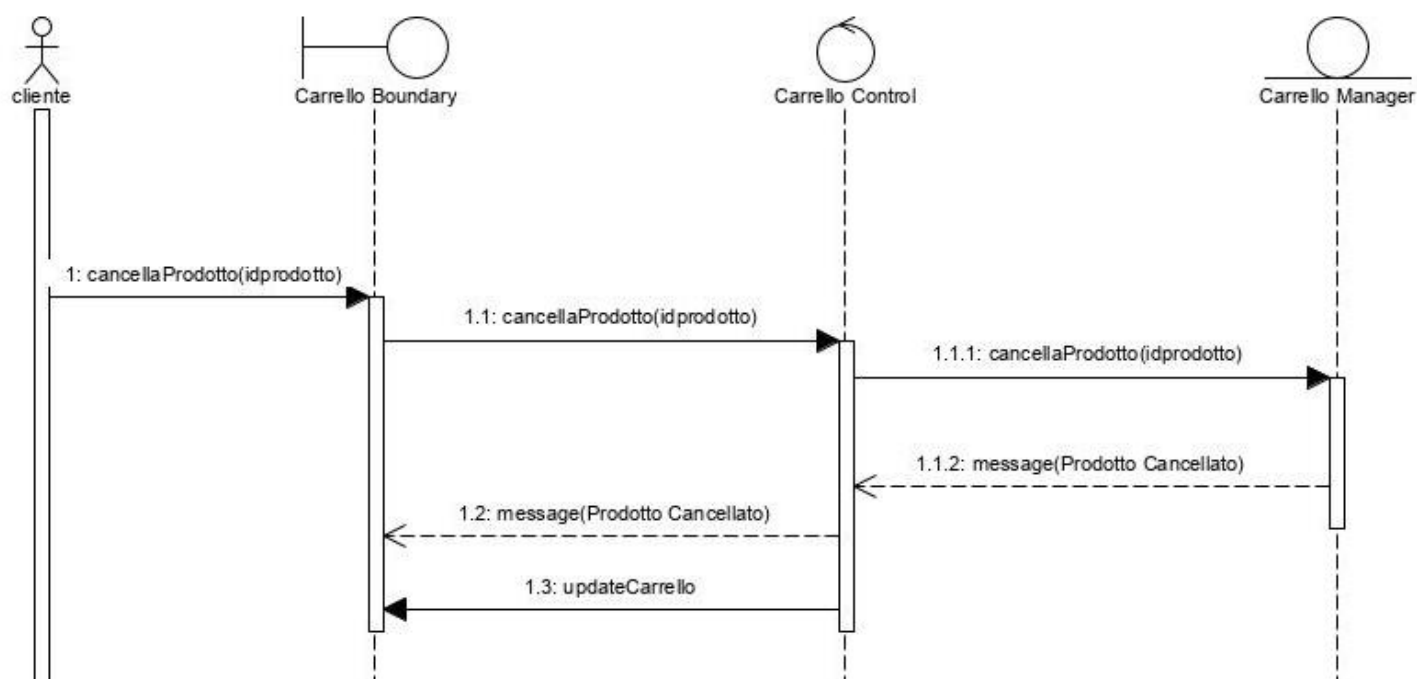 cliente
Carrello Boundary
Carrello Control
Carrello Manager
1: cancellaProdotto(idprodotto)
1.1: cancellaProdotto(idprodotto)
1.1.1: cancellaProdotto(idprodotto)
1.1.2: message(Prodotto Cancellato)
1.2: message(Prodotto Cancellato)
1.3: updateCarrello